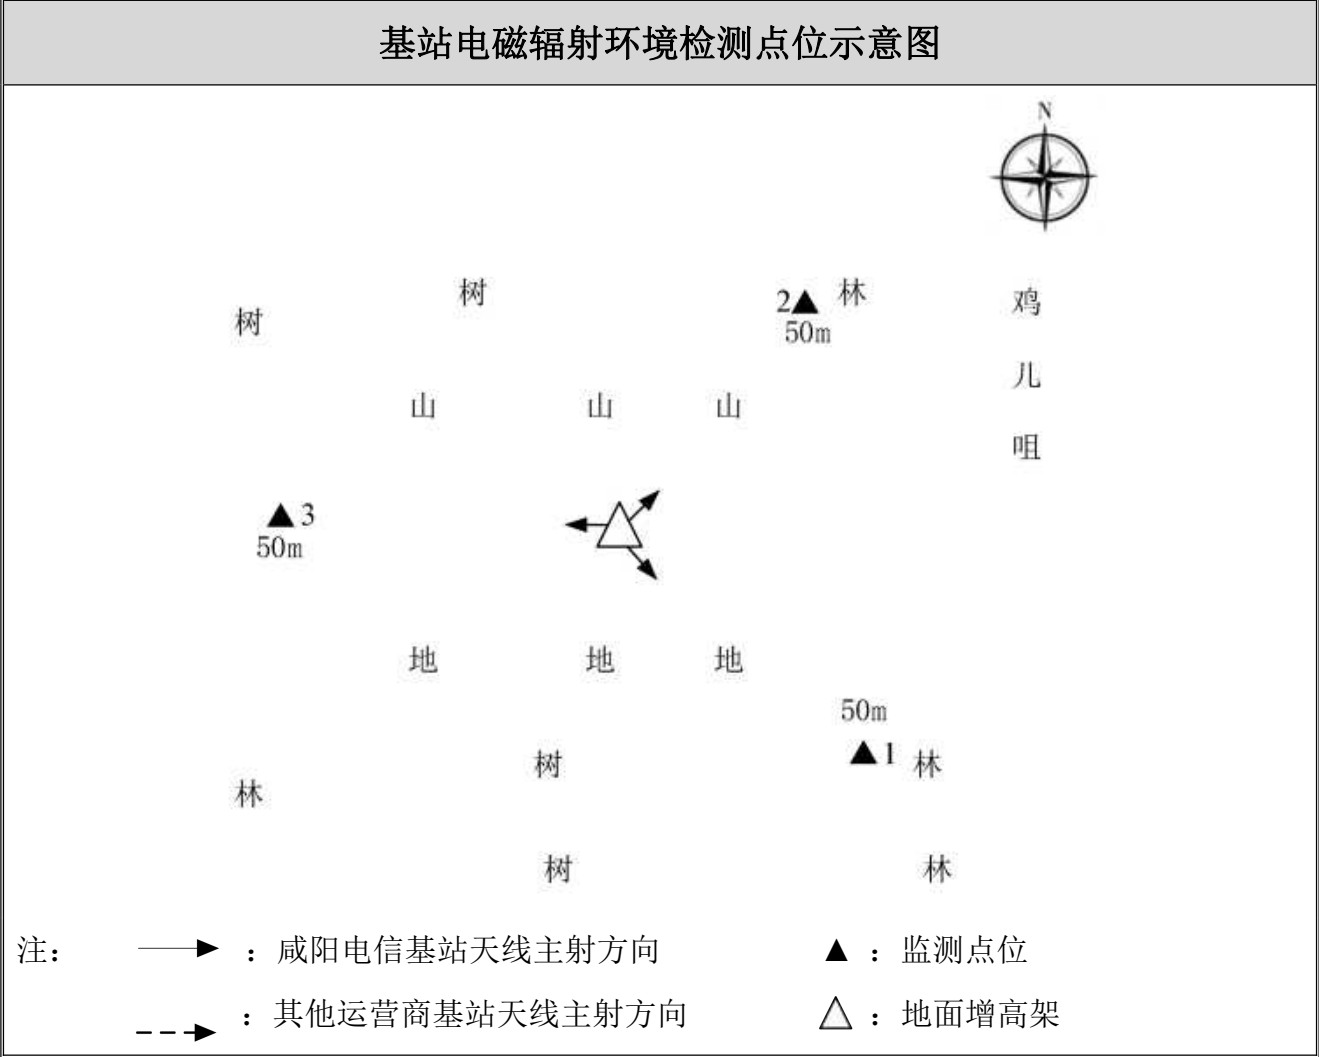 基站电磁辐射环境检测点位示意图
N
树
树
2
林
50m
鸡
儿
咀
山
山
山
3
50m
地
地
地
50m
树
1
林
林
树
林
注：
：咸阳电信基站天线主射方向
：监测点位
：其他运营商基站天线主射方向
：地面增高架